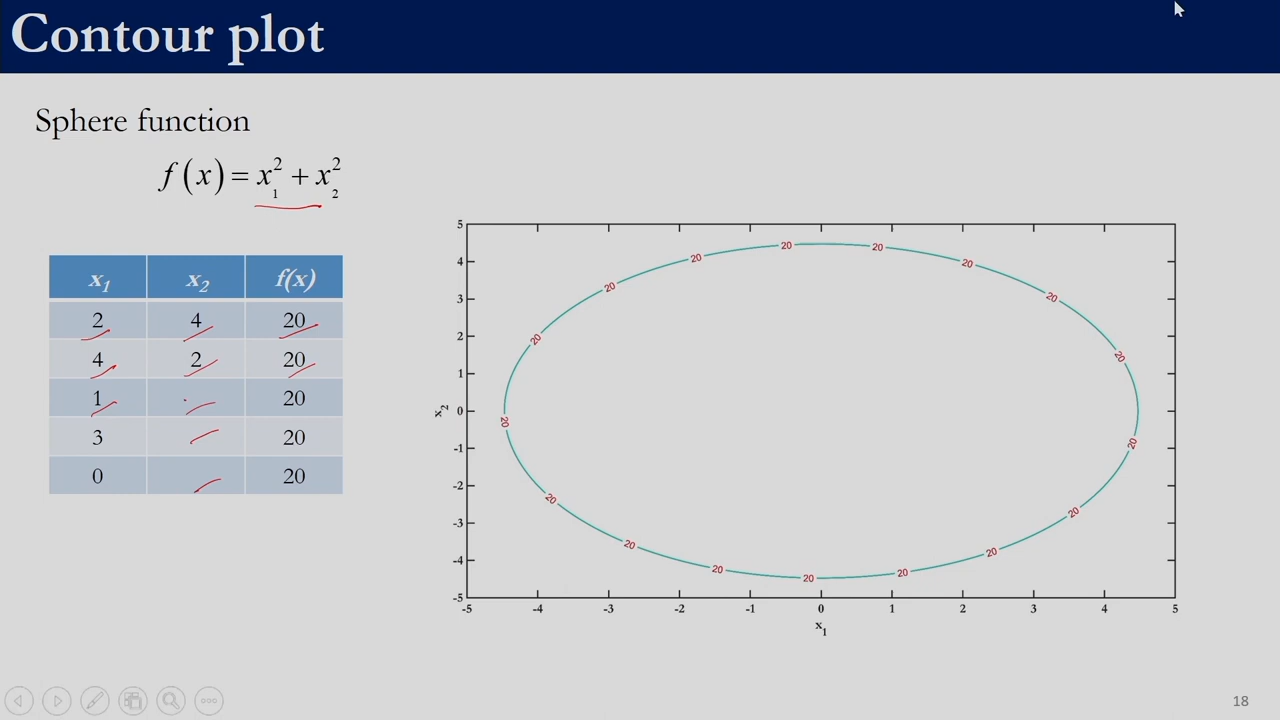 Contour plot
Sphere function
f(x) = x₁² + x₂²
x₁ x₂ f(x)
2 4 20
4 2 20
1 20
3 20
0 20
5
4
3
2
1
0
-1
-2
-3
-4
-5
x₂
20 20 20 20 20 20 20 20 20 20 20 20 20 20 20 20 20 20
-5 -4 -3 -2 -1 0 1 2 3 4 5
x₁
18